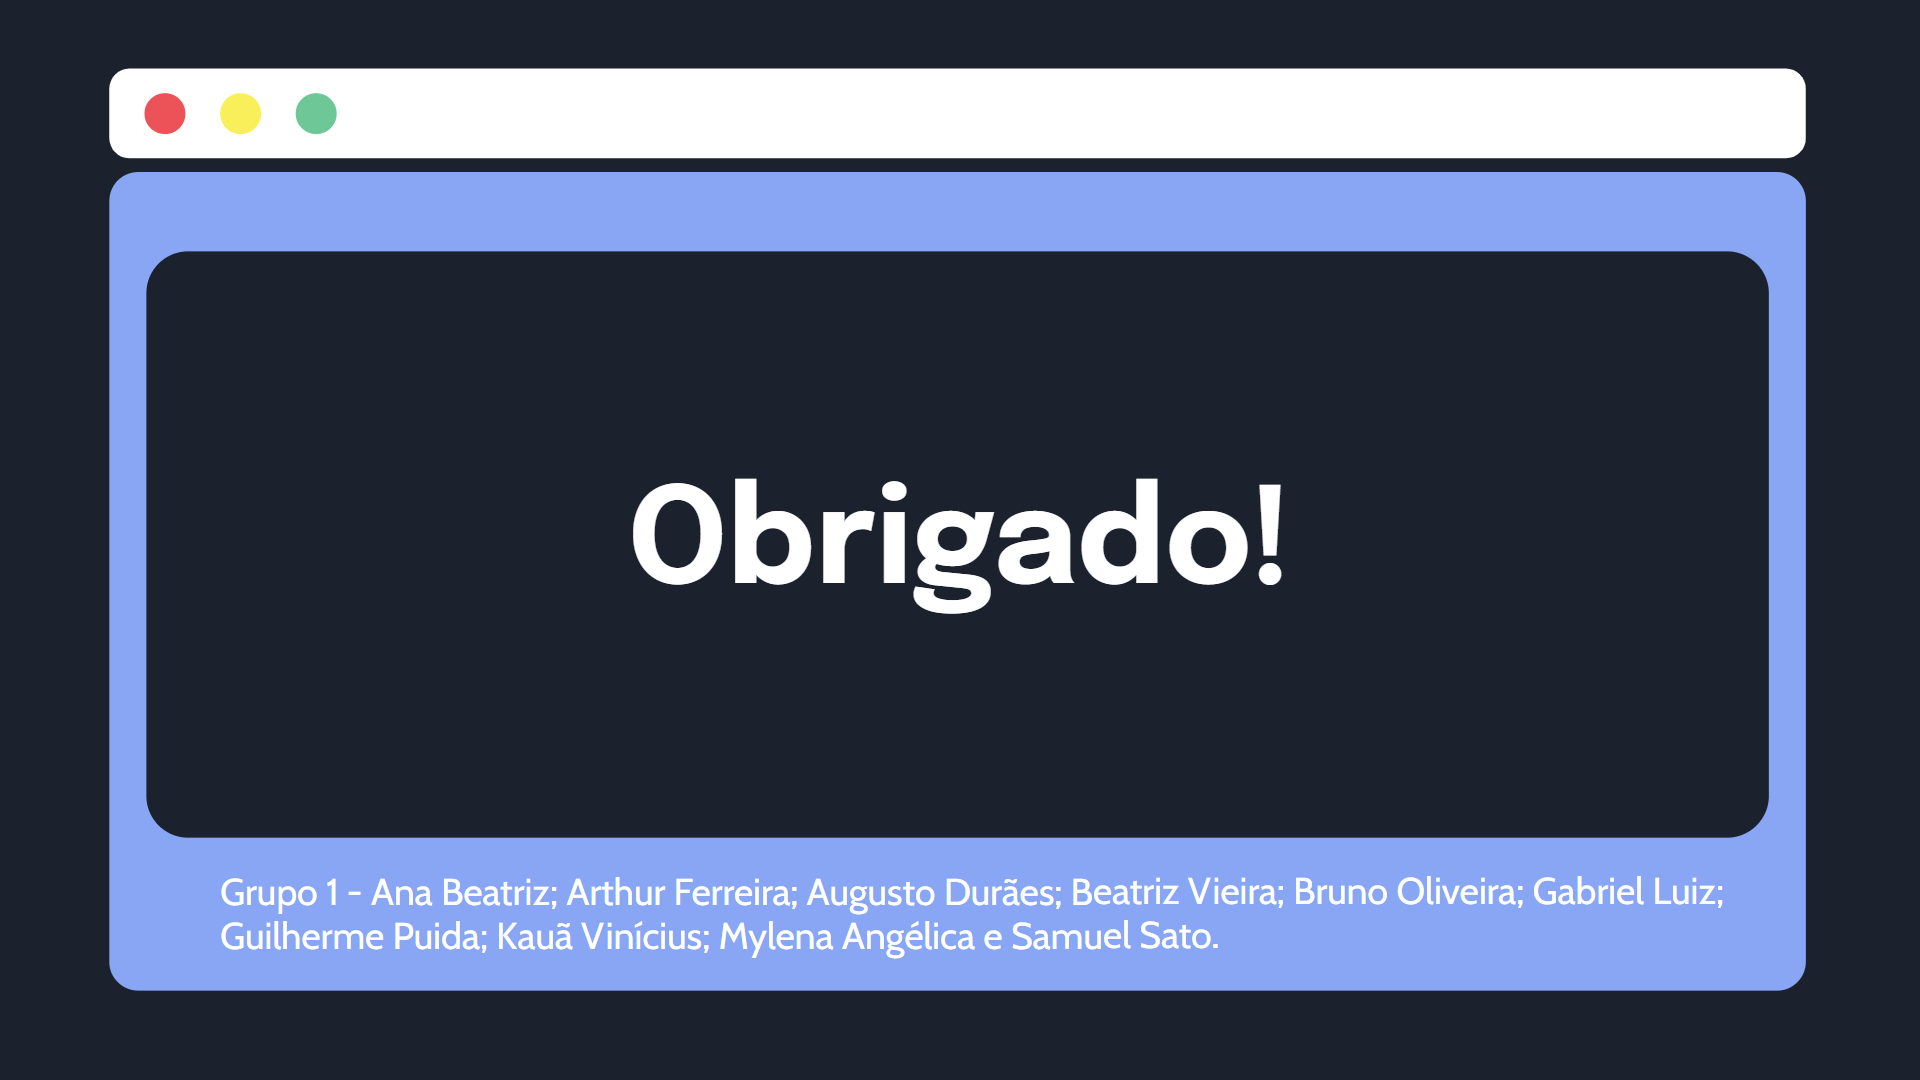 Obrigado!
Grupo 1 - Ana Beatriz; Arthur Ferreira; Augusto Durães; Beatriz Vieira; Bruno Oliveira; Gabriel Luiz;
Guilherme Puida; Kauã Vinícius; Mylena Angélica e Samuel Sato.